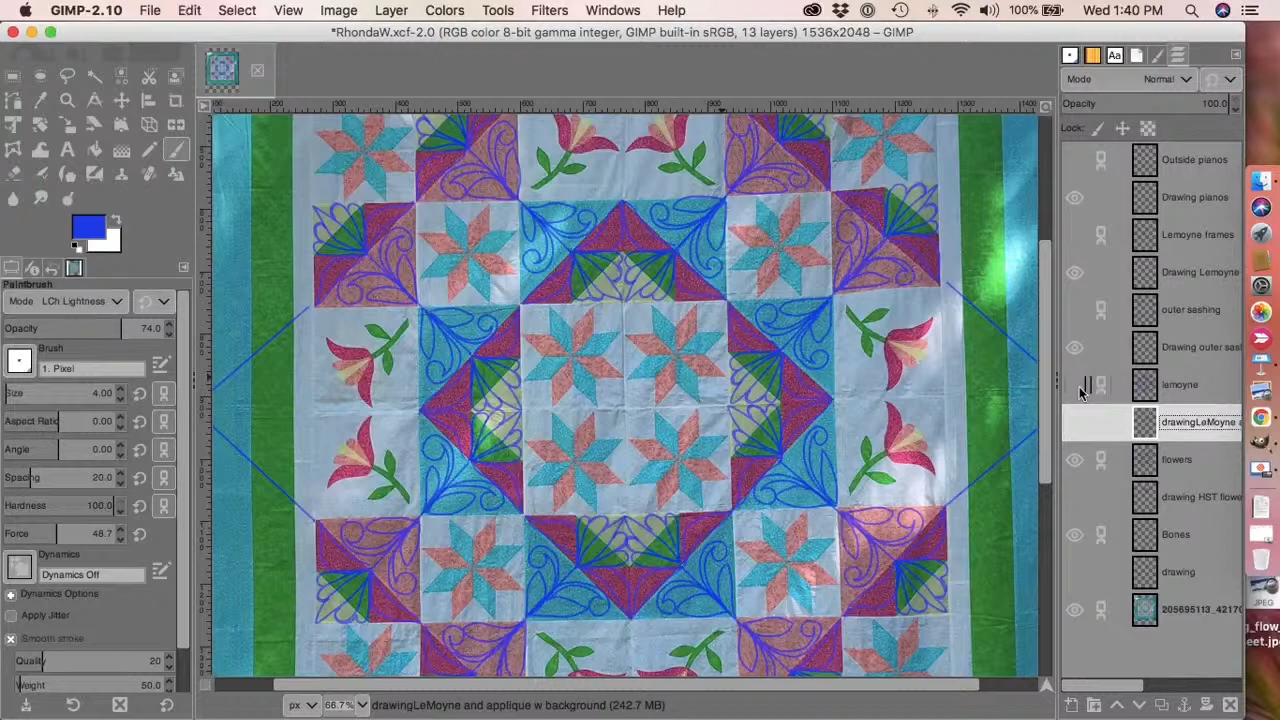 GIMP-2.10 File Edit Select View Image Layer Colors Tools Filters Windows Help 100% Wed 1:40 PM
*RhondaW.xcf-2.0 (RGB color 8-bit gamma integer, GIMP built-in sRGB, 13 layers) 1536x2048 – GIMP
Mode Normal
Opacity 100.0
Lock:
Outside pianos
Drawing pianos
Lemoyne frames
Drawing Lemoyne
outer sashing
Drawing outer sash
lemoyne
drawingLeMoyne a
flowers
drawing HST flowe
Bones
drawing
205695113_42170
Paintbrush
Mode LCh Lightness
Opacity 74.0
Brush
1. Pixel
Size 4.00
Aspect Ratio 0.00
Angle 0.00
Spacing 20.0
Hardness 100.0
Force 48.7
Dynamics
Dynamics Off
Dynamics Options
Apply Jitter
Smooth stroke
Quality 20
Weight 50.0
px 66.7% drawingLeMoyne and applique w background (242.7 MB)
JPEG
g_flow_
eet.jpg